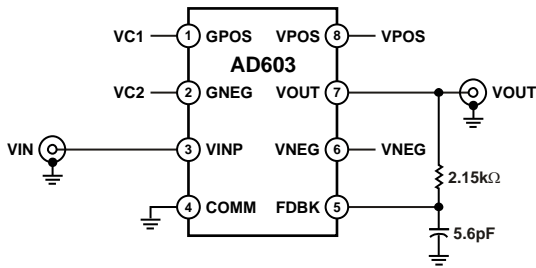 VC1 1 GPOS VPOS 8 VPOS
AD603
VC2 2 GNEG VOUT 7 VOUT
VIN 3 VINP VNEG 6 VNEG
2.15kΩ
4 COMM FDBK 5
5.6pF